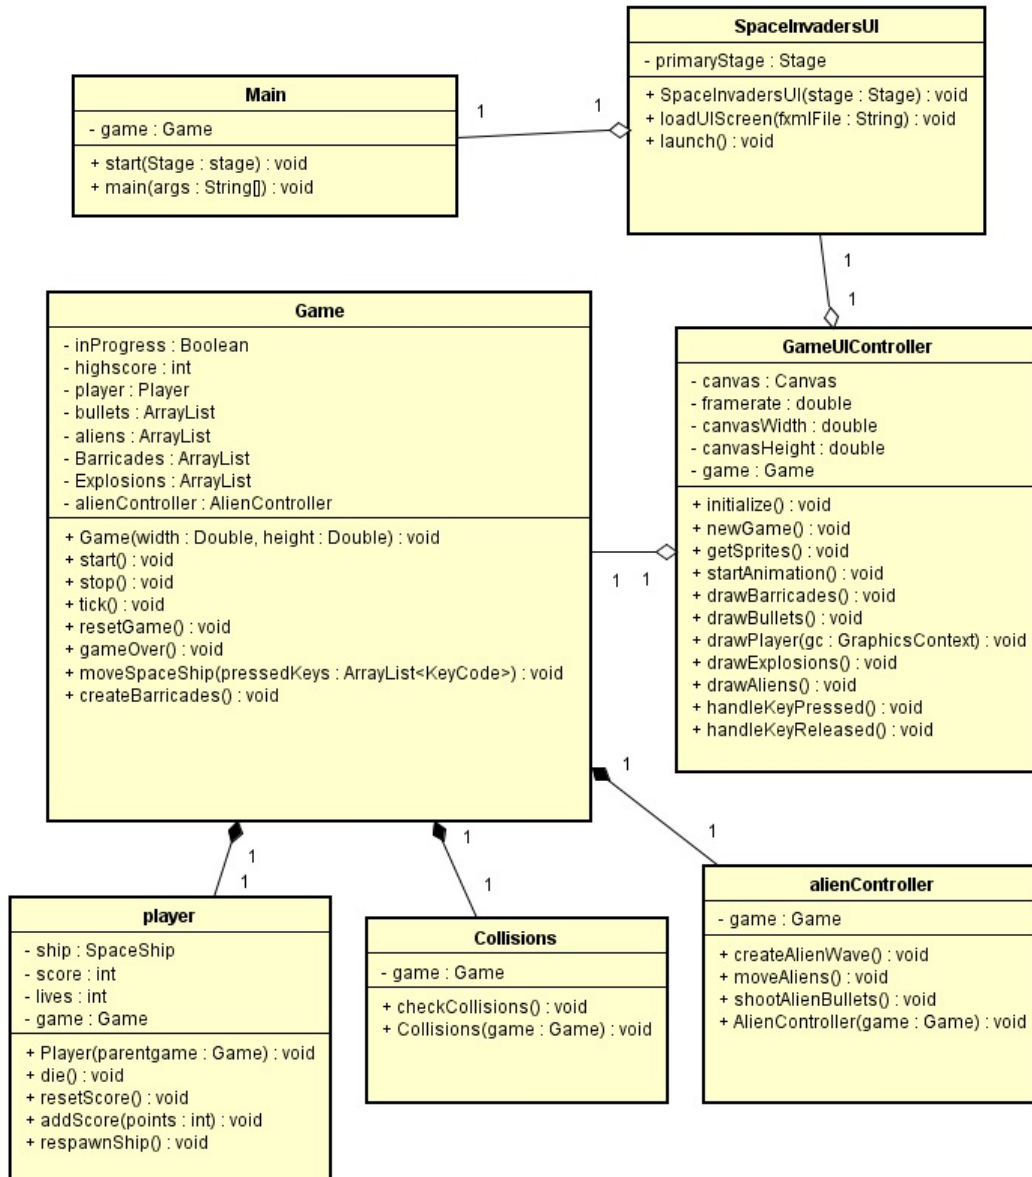 SpaceInvadersUI
- primaryStage : Stage
+ SpaceInvadersUI(stage : Stage) : void
+ loadUIScreen(fxmlFile : String) : void
+ launch() : void
Main
- game : Game
+ start(Stage : stage) : void
+ main(args : String[]) : void
1
1
1
1
Game
- inProgress : Boolean
- highscore : int
- player : Player
- bullets : ArrayList
- aliens : ArrayList
- Barricades : ArrayList
- Explosions : ArrayList
- alienController : AlienController
+ Game(width : Double, height : Double) : void
+ start() : void
+ stop() : void
+ tick() : void
+ resetGame() : void
+ gameOver() : void
+ moveSpaceShip(pressedKeys : ArrayList<KeyCode>) : void
+ createBarricades() : void
GameUIController
- canvas : Canvas
- framerate : double
- canvasWidth : double
- canvasHeight : double
- game : Game
+ initialize() : void
+ newGame() : void
+ getSprites() : void
+ startAnimation() : void
+ drawBarricades() : void
+ drawBullets() : void
+ drawPlayer(gc : GraphicsContext) : void
+ drawExplosions() : void
+ drawAliens() : void
+ handleKeyPressed() : void
+ handleKeyReleased() : void
1 1
1
1
1
1
1
1
player
- ship : SpaceShip
- score : int
- lives : int
- game : Game
+ Player(parentgame : Game) : void
+ die() : void
+ resetScore() : void
+ addScore(points : int) : void
+ respawnShip() : void
Collisions
- game : Game
+ checkCollisions() : void
+ Collisions(game : Game) : void
alienController
- game : Game
+ createAlienWave() : void
+ moveAliens() : void
+ shootAlienBullets() : void
+ AlienController(game : Game) : void